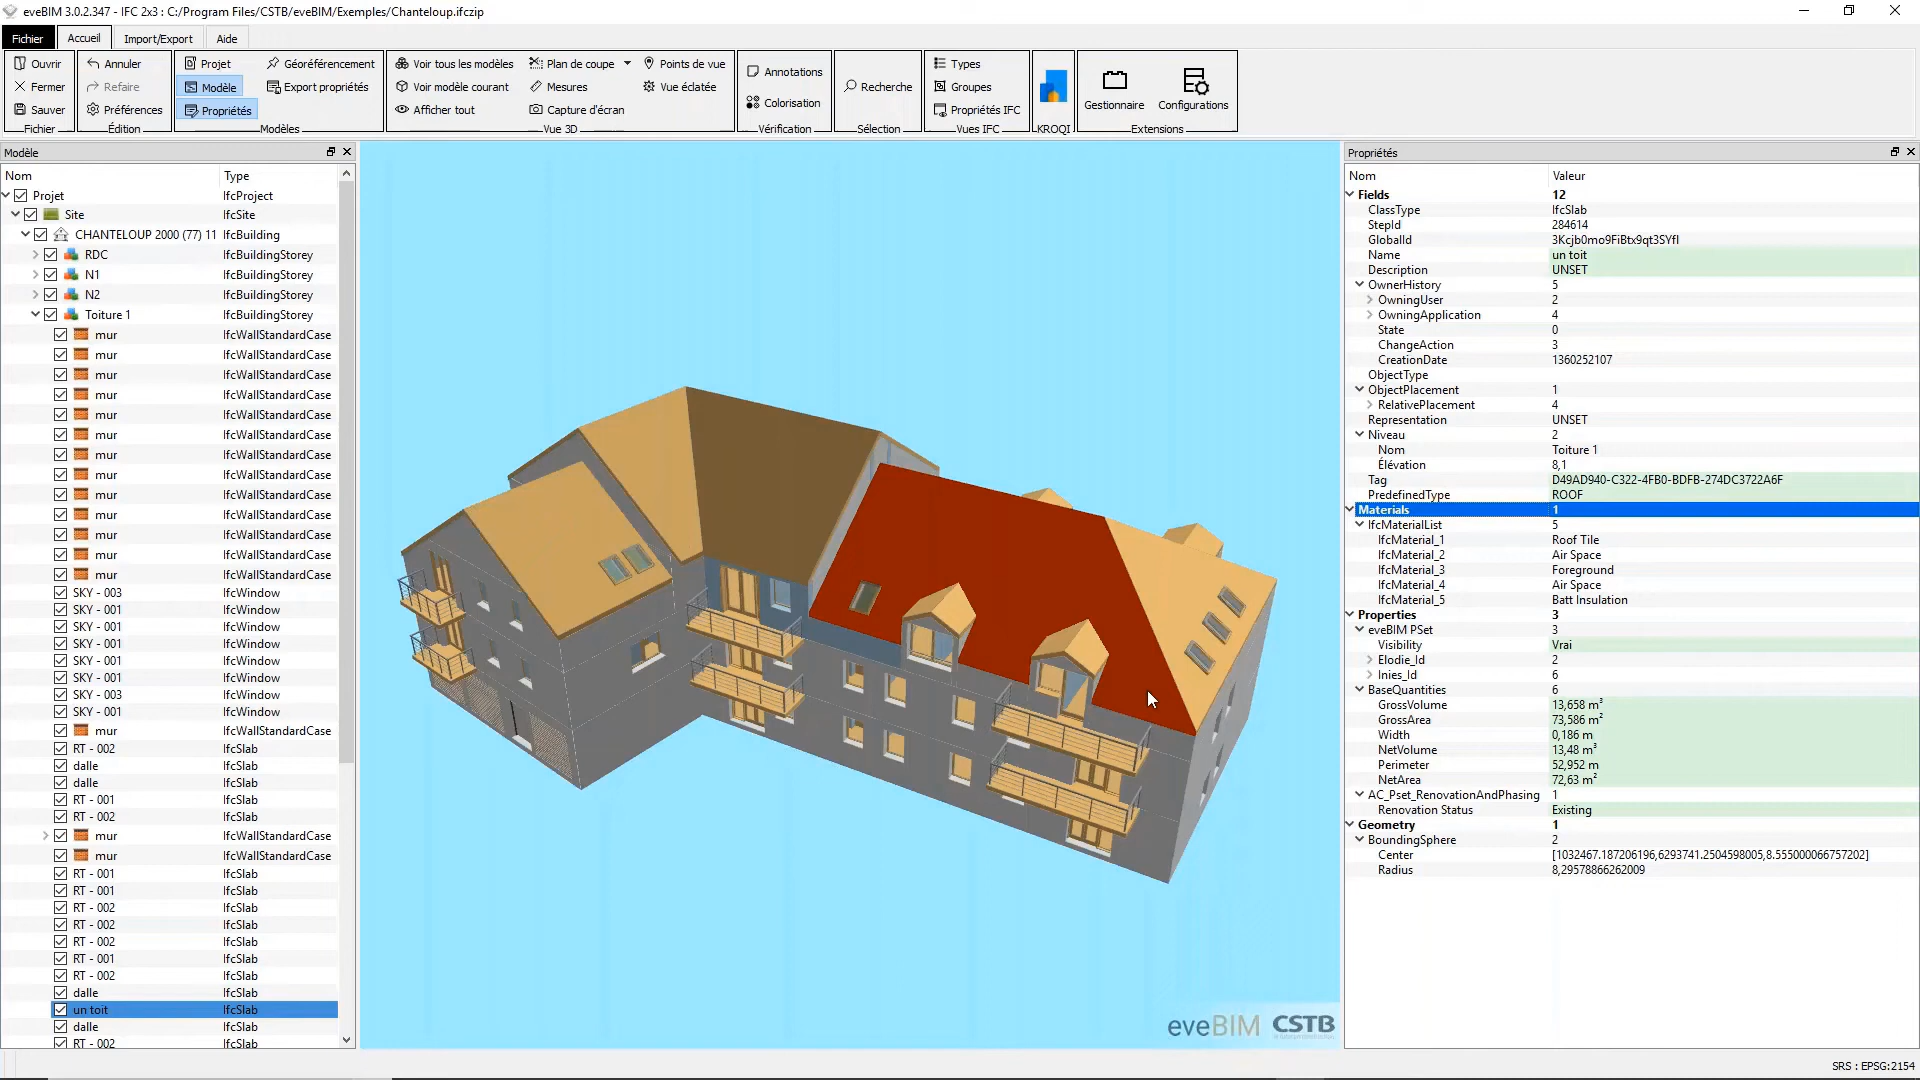 eveBIM 3.0.2.347 - IFC 2x3 : C:/Program Files/CSTB/eveBIM/Exemples/Chanteloup.ifczip
Fichier Accueil Import/Export Aide
Ouvrir
Fermer
Sauver
Fichier
Annuler
Refaire
Préférences
Édition
Projet
Modèle
Propriétés
Géoréférencement
Export propriétés
Modèles
Voir tous les modèles
Voir modèle courant
Afficher tout
Plan de coupe
Mesures
Capture d'écran
Points de vue
Vue éclatée
Vue 3D
Annotations
Colorisation
Vérification
Recherche
Sélection
Types
Groupes
Propriétés IFC
Vues IFC
KROQI
Gestionnaire
Configurations
Extensions
Modèle
Nom Type
Projet IfcProject
Site IfcSite
CHANTELOUP 2000 (77) 11 IfcBuilding
RDC IfcBuildingStorey
N1 IfcBuildingStorey
N2 IfcBuildingStorey
Toiture 1 IfcBuildingStorey
mur IfcWallStandardCase
mur IfcWallStandardCase
mur IfcWallStandardCase
mur IfcWallStandardCase
mur IfcWallStandardCase
mur IfcWallStandardCase
mur IfcWallStandardCase
mur IfcWallStandardCase
mur IfcWallStandardCase
mur IfcWallStandardCase
mur IfcWallStandardCase
mur IfcWallStandardCase
mur IfcWallStandardCase
SKY - 003 IfcWindow
SKY - 001 IfcWindow
SKY - 001 IfcWindow
SKY - 001 IfcWindow
SKY - 001 IfcWindow
SKY - 001 IfcWindow
SKY - 003 IfcWindow
SKY - 001 IfcWindow
mur IfcWallStandardCase
RT - 002 IfcSlab
dalle IfcSlab
dalle IfcSlab
RT - 001 IfcSlab
RT - 002 IfcSlab
mur IfcWallStandardCase
mur IfcWallStandardCase
RT - 001 IfcSlab
RT - 001 IfcSlab
RT - 002 IfcSlab
RT - 002 IfcSlab
RT - 002 IfcSlab
RT - 001 IfcSlab
RT - 002 IfcSlab
dalle IfcSlab
un toit IfcSlab
dalle IfcSlab
RT - 002 IfcSlab
eveBIM CSTB
Propriétés
Nom Valeur
Fields 12
ClassType IfcSlab
StepId 284614
GlobalId 3Kcjb0mo9FiBtx9qt3SYfI
Name un toit
Description UNSET
OwnerHistory 5
OwningUser 2
OwningApplication 4
State 0
ChangeAction 3
CreationDate 1360252107
ObjectType
ObjectPlacement 1
RelativePlacement 4
Representation UNSET
Niveau 2
Nom Toiture 1
Élévation 8,1
Tag D49AD940-C322-4FB0-BDFB-274DC3722A6F
PredefinedType ROOF
Materials 1
IfcMaterialList 5
IfcMaterial_1 Roof Tile
IfcMaterial_2 Air Space
IfcMaterial_3 Foreground
IfcMaterial_4 Air Space
IfcMaterial_5 Batt Insulation
Properties 3
eveBIM PSet 3
Visibility Vrai
Elodie_Id 2
Inies_Id 6
BaseQuantities 6
GrossVolume 13,658 m³
GrossArea 73,586 m²
Width 0,186 m
NetVolume 13,48 m³
Perimeter 52,952 m
NetArea 72,63 m²
AC_Pset_RenovationAndPhasing 1
Renovation Status Existing
Geometry 1
BoundingSphere 2
Center [1032467.187206196,6293741.2504598005,8.555000066757202]
Radius 8,29578866262009
SRS : EPSG:2154